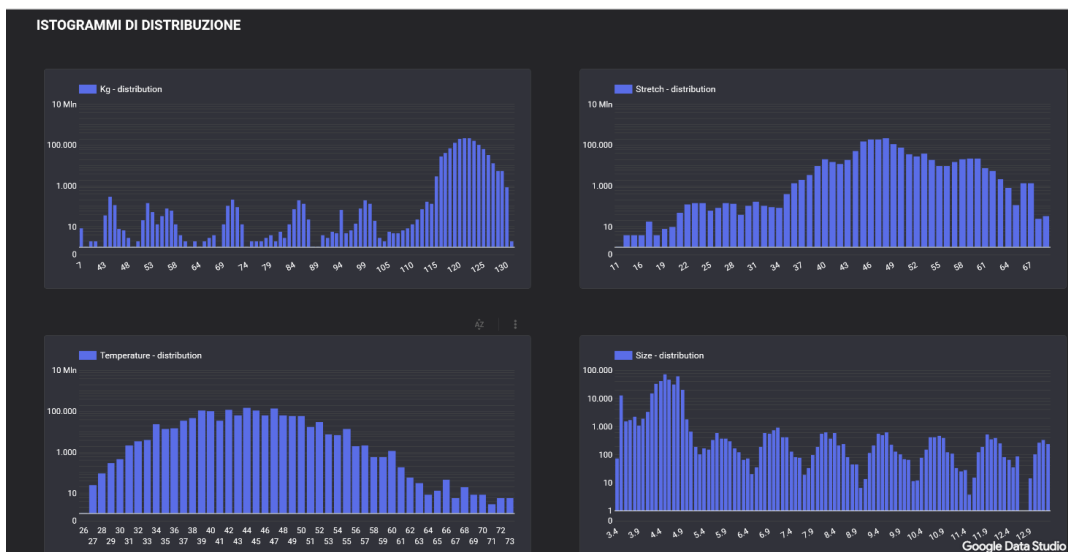 ISTOGRAMMI DI DISTRIBUZIONE
Kg - distribution
10 Mln
100.000
1.000
10
0
7 43 48 53 58 64 69 74 79 84 89 94 99 105 110 115 120 125 130
Stretch - distribution
10 Mln
100.000
1.000
10
0
11 16 19 22 25 28 31 34 37 40 43 46 49 52 55 58 61 64 67
AZ
Temperature - distribution
10 Mln
100.000
1.000
10
0
26 28 30 32 34 36 38 40 42 44 46 48 50 52 54 56 58 60 62 64 66 68 70 72
27 29 31 33 35 37 39 41 43 45 47 49 51 53 55 57 59 61 63 65 67 69 71 73
Size - distribution
100.000
10.000
1.000
100
10
1
0
3.4 3.9 4.4 4.9 5.4 5.9 6.4 6.9 7.4 7.9 8.4 8.9 9.4 9.9 10.4 10.9 11.4 11.9 12.4 12.9
Google Data Studio